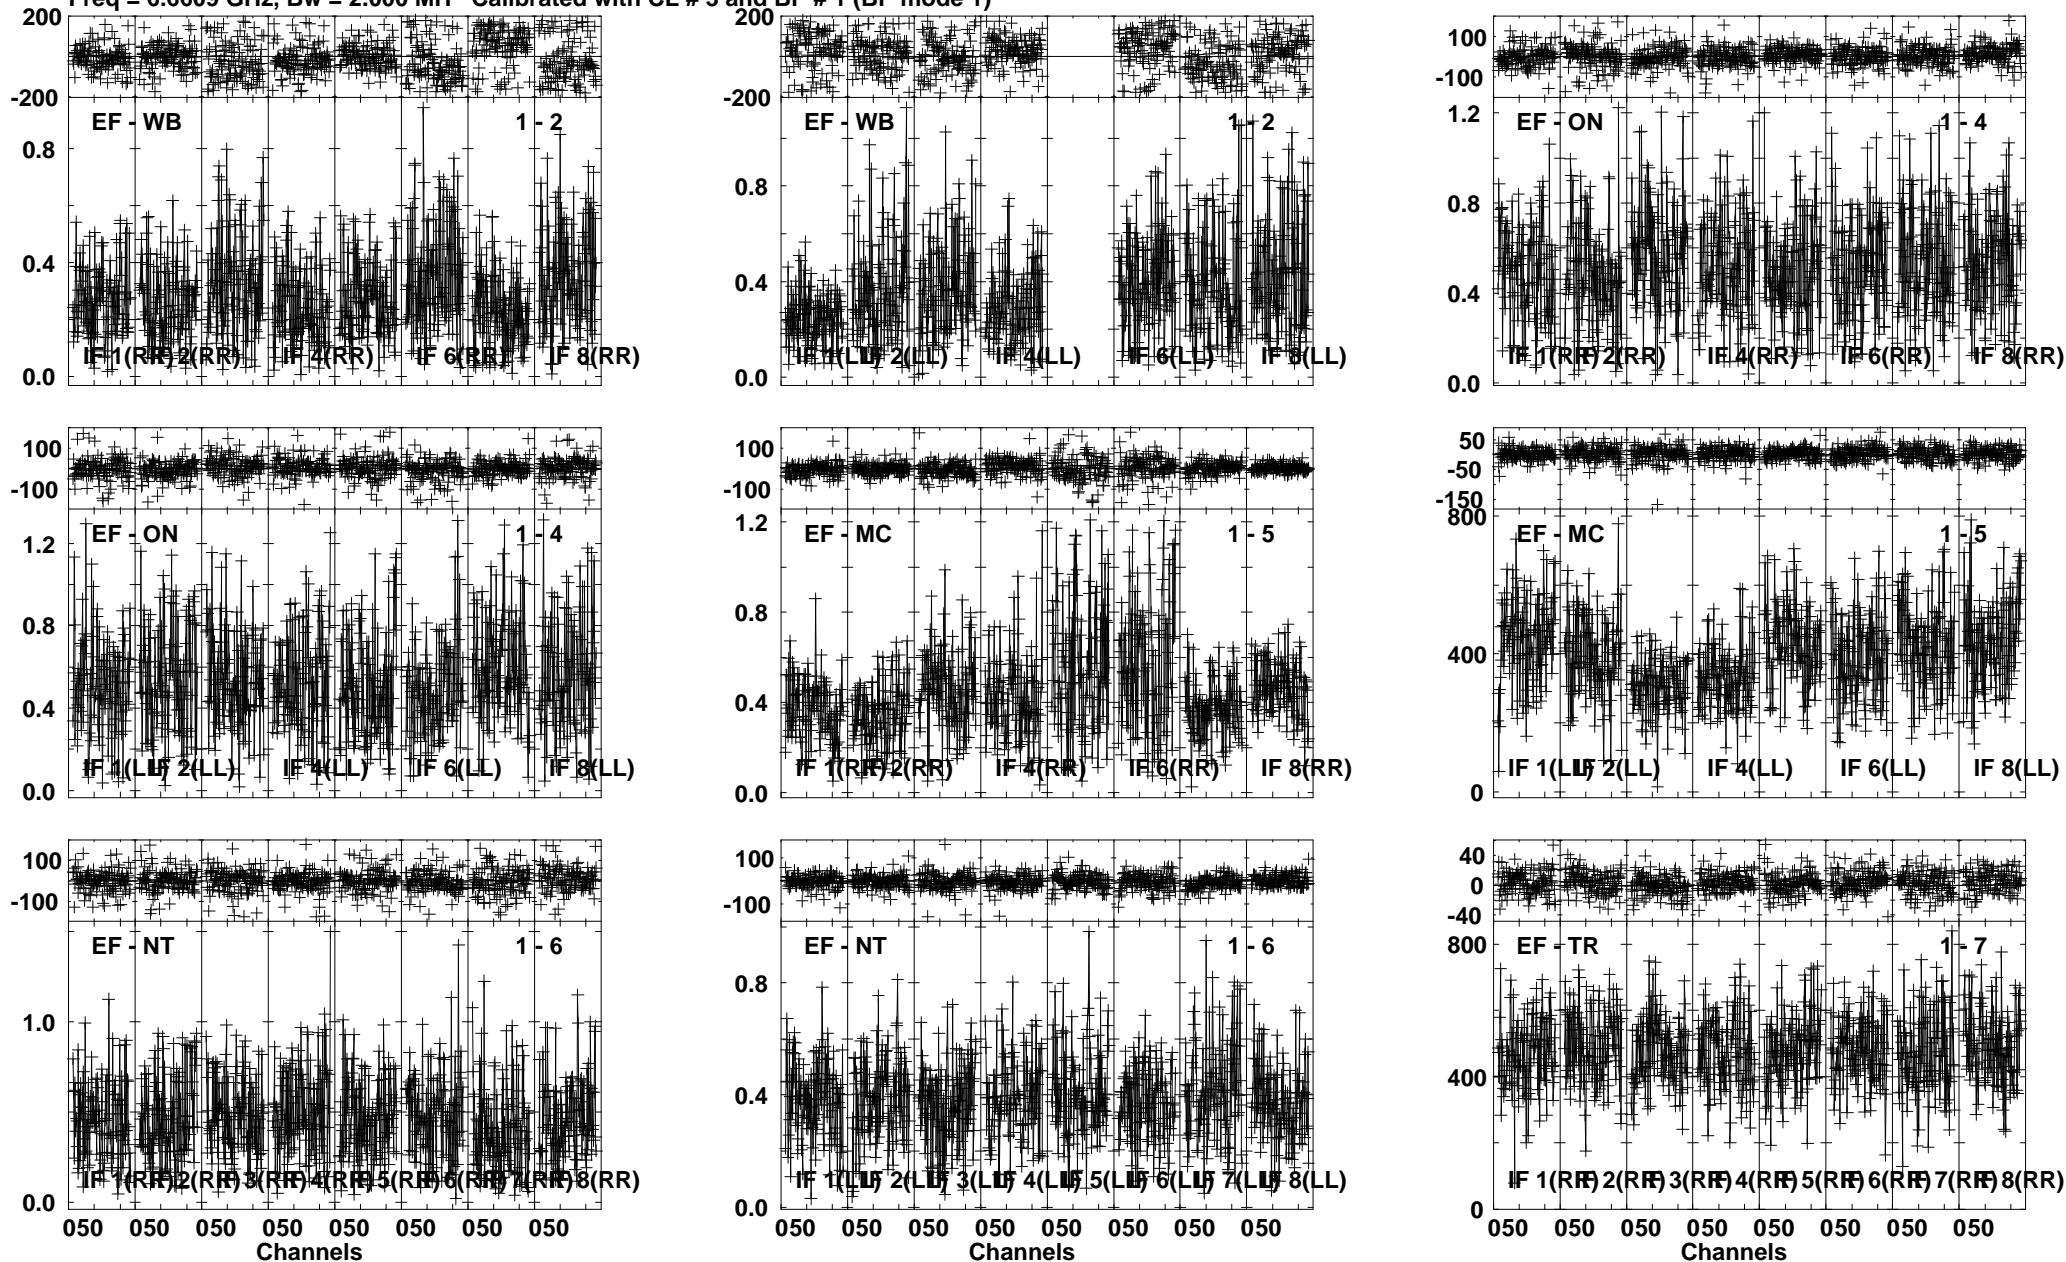 Freq = 6.6609 GHz, Bw = 2.000 MH Calibrated with CL # 3 and BP # 1 (BP mode 1)
200
-200
EF - WB 1 - 2
0.8
0.4
0.0
IF 1(RR) 2(RR) IF 4(RR) IF 6(RR) IF 8(RR)
200
-200
EF - WB 1 - 2
0.8
0.4
0.0
IF 1(LL) IF 2(LL) IF 4(LL) IF 6(LL) IF 8(LL)
100
-100
1.2
EF - ON 1 - 4
0.8
0.4
0.0
IF 1(RR) 2(RR) IF 4(RR) IF 6(RR) IF 8(RR)
100
-100
EF - ON 1 - 4
1.2
0.8
0.4
0.0
IF 1(LL) IF 2(LL) IF 4(LL) IF 6(LL) IF 8(LL)
100
-100
1.2
EF - MC 1 - 5
0.8
0.4
0.0
IF 1(RR) 2(RR) IF 4(RR) IF 6(RR) IF 8(RR)
50
-50
-150
800
EF - MC 1 - 5
400
0
IF 1(LL) IF 2(LL) IF 4(LL) IF 6(LL) IF 8(LL)
100
-100
EF - NT 1 - 6
1.0
0.0
IF 1(RR) 2(RR) 3(RR) 4(RR) 5(RR) 6(RR) 7(RR) 8(RR)
050 050 050 050 050 050 050 050
Channels
100
-100
EF - NT 1 - 6
0.8
0.4
0.0
IF 1(LL) IF 2(LL) IF 3(LL) IF 4(LL) IF 5(LL) IF 6(LL) IF 7(LL) IF 8(LL)
050 050 050 050 050 050 050 050
Channels
40
0
-40
800
EF - TR 1 - 7
400
0
IF 1(RR) 2(RR) 3(RR) 4(RR) 5(RR) 6(RR) 7(RR) 8(RR)
050 050 050 050 050 050 050 050
Channels